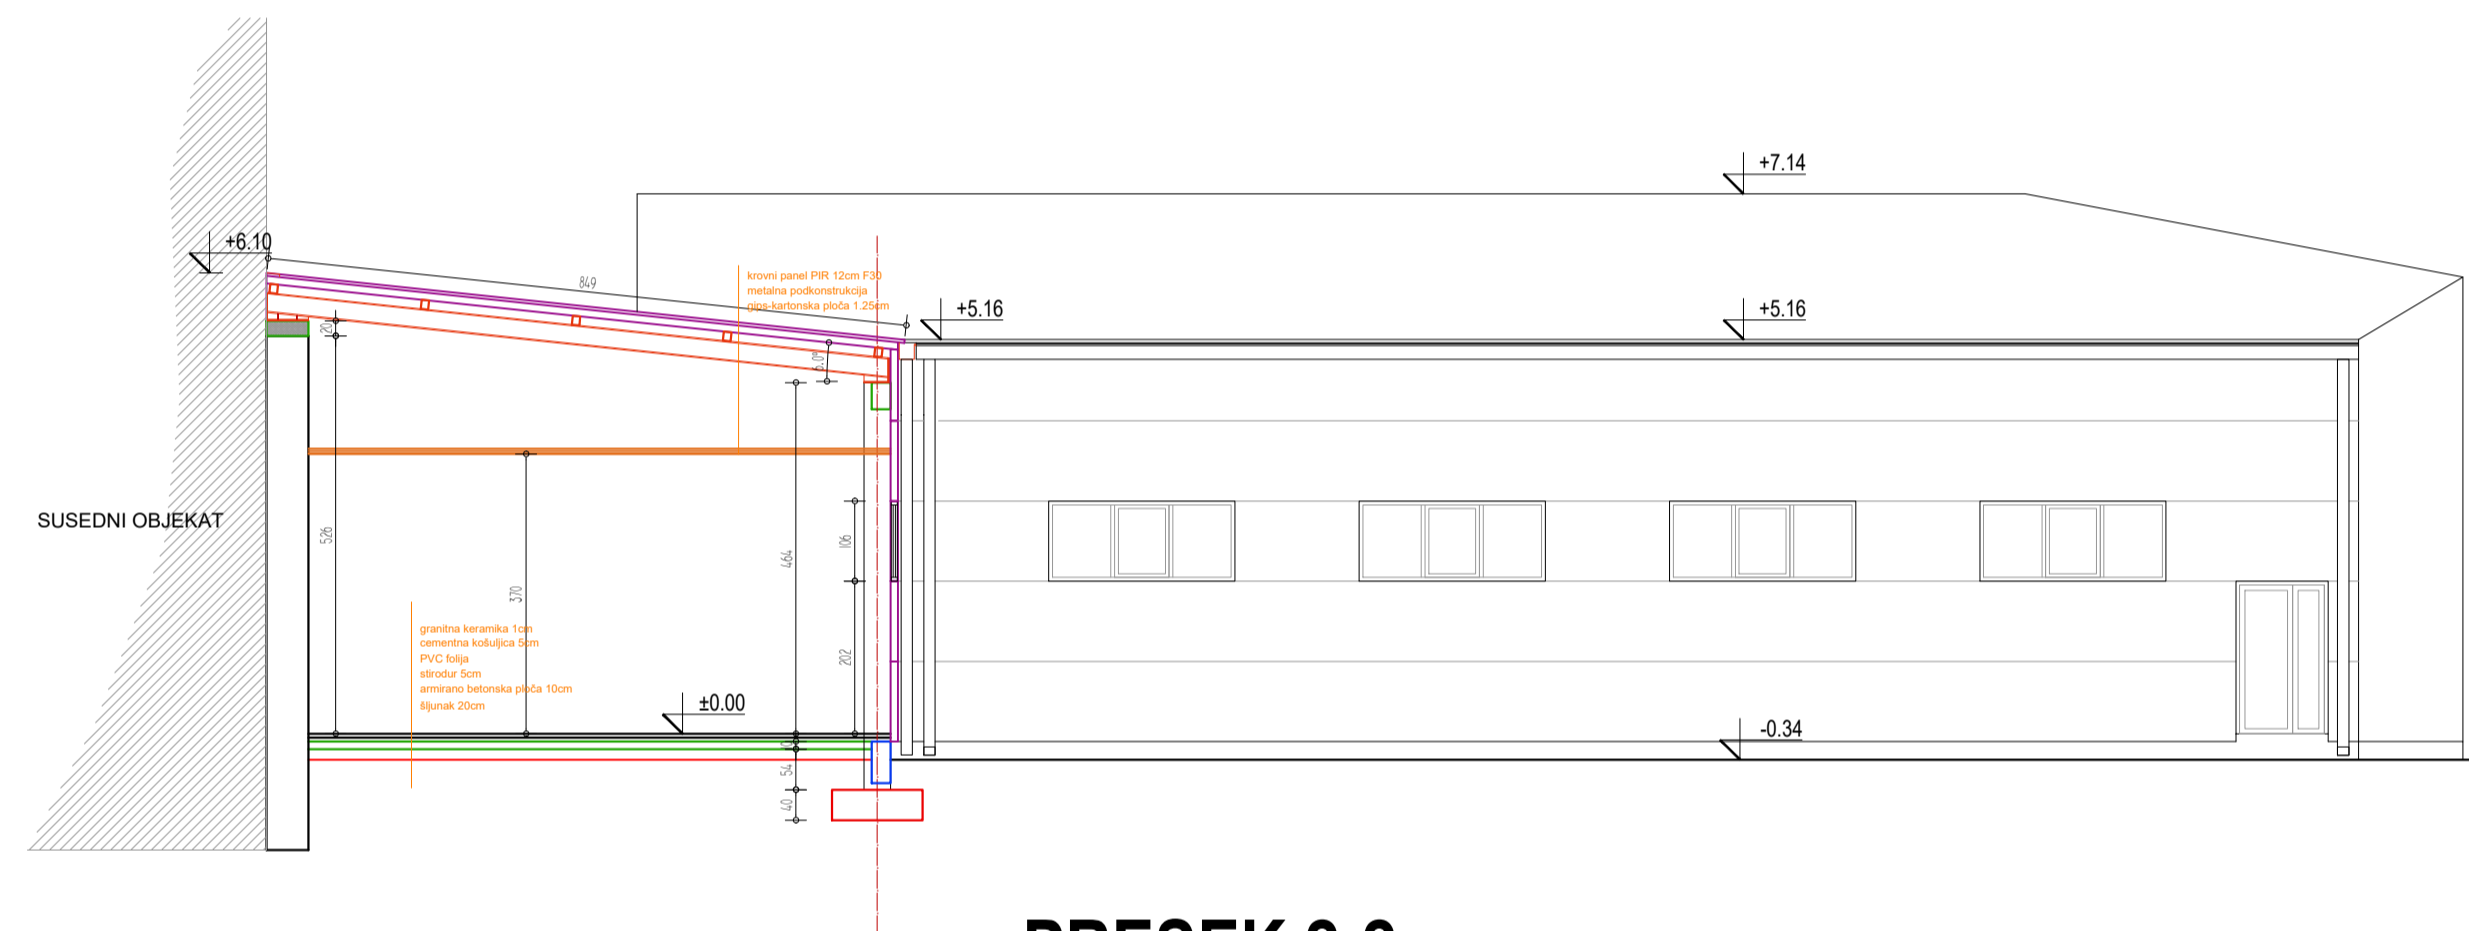 +7.14
+6.10
849
krovni panel PIR 12cm F30
metalna podkonstrukcija
gips-kartonska ploča 1.25cm
+5.16
+5.16
20
6.0°
SUSEDNI OBJEKAT
526
370
464
106
202
granitna keramika 1cm
cementna košuljica 5cm
PVC folija
stirodur 5cm
armirano betonska ploča 10cm
šljunak 20cm
±0.00
-0.34
54
40